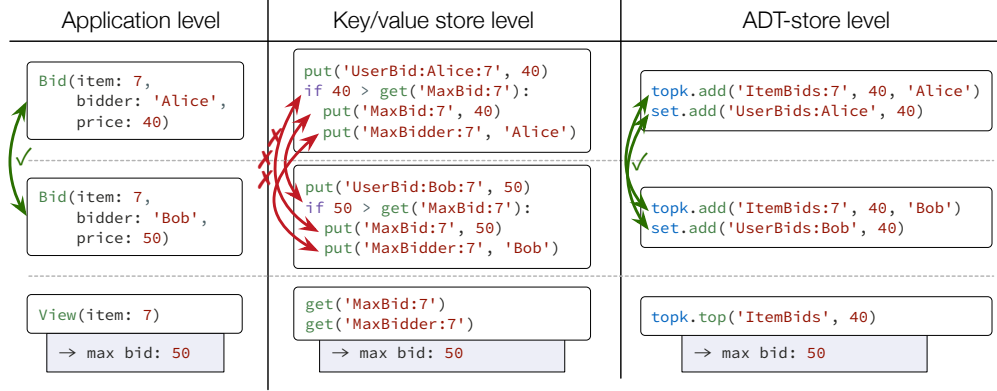 Application level
Key/value store level
ADT-store level
Bid(item: 7,
bidder: 'Alice',
price: 40)
put('UserBid:Alice:7', 40)
if 40 > get('MaxBid:7'):
put('MaxBid:7', 40)
put('MaxBidder:7', 'Alice')
topk.add('ItemBids:7', 40, 'Alice')
set.add('UserBids:Alice', 40)
Bid(item: 7,
bidder: 'Bob',
price: 50)
put('UserBid:Bob:7', 50)
if 50 > get('MaxBid:7'):
put('MaxBid:7', 50)
put('MaxBidder:7', 'Bob')
topk.add('ItemBids:7', 40, 'Bob')
set.add('UserBids:Bob', 40)
View(item: 7)
→ max bid: 50
get('MaxBid:7')
get('MaxBidder:7')
→ max bid: 50
topk.top('ItemBids', 40)
→ max bid: 50